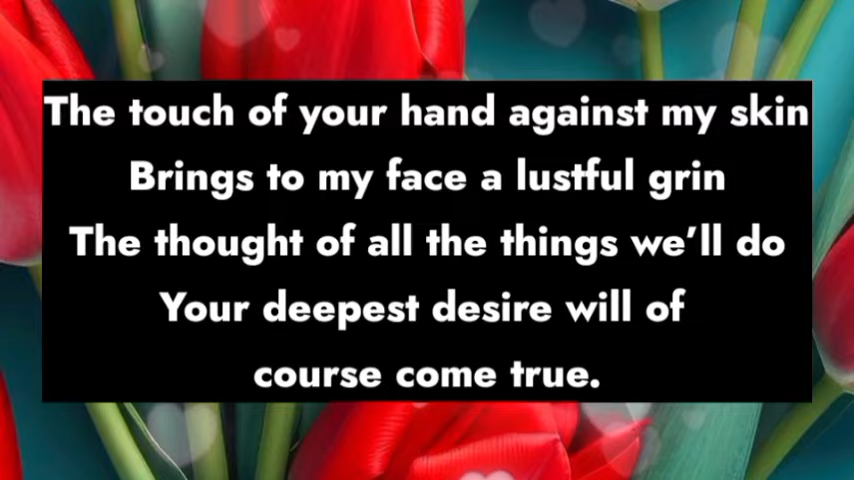 The touch of your hand against my skin
Brings to my face a lustful grin
The thought of all the things we’ll do
Your deepest desire will of
course come true.